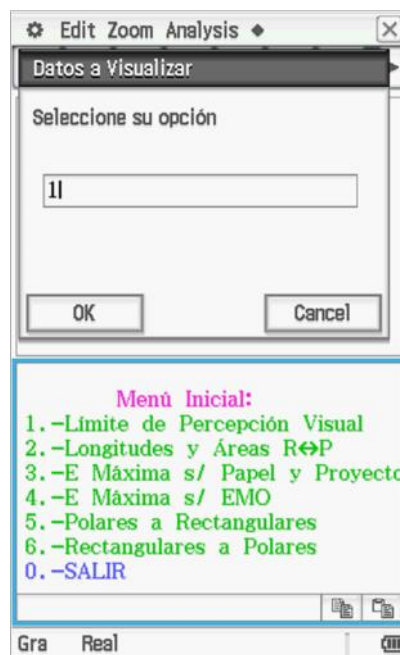 Edit Zoom Analysis
Datos a Visualizar
Seleccione su opción
1
OK
Cancel
Menú Inicial:
1.-Límite de Percepción Visual
2.-Longitudes y Áreas R↔P
3.-E Máxima s/ Papel y Proyecto
4.-E Máxima s/ EMO
5.-Polares a Rectangulares
6.-Rectangulares a Polares
0.-SALIR
Gra Real